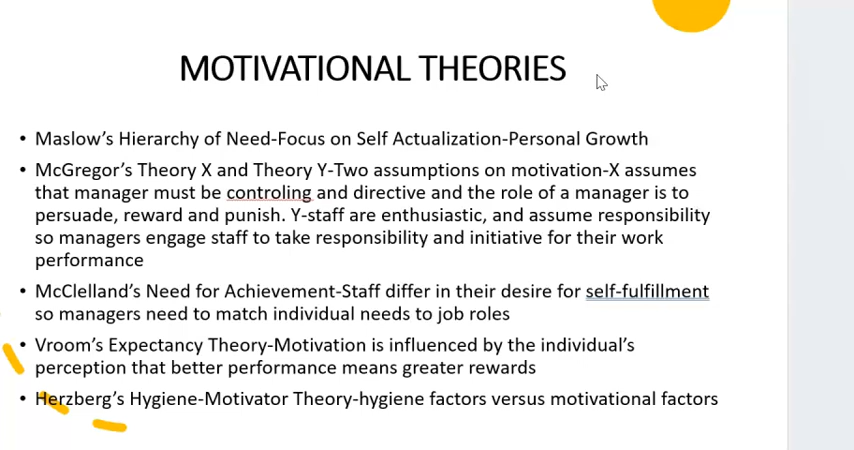 MOTIVATIONAL THEORIES
• Maslow’s Hierarchy of Need-Focus on Self Actualization-Personal Growth
• McGregor’s Theory X and Theory Y-Two assumptions on motivation-X assumes
that manager must be controling and directive and the role of a manager is to
persuade, reward and punish. Y-staff are enthusiastic, and assume responsibility
so managers engage staff to take responsibility and initiative for their work
performance
• McClelland’s Need for Achievement-Staff differ in their desire for self-fulfillment
so managers need to match individual needs to job roles
• Vroom’s Expectancy Theory-Motivation is influenced by the individual’s
perception that better performance means greater rewards
• Herzberg’s Hygiene-Motivator Theory-hygiene factors versus motivational factors